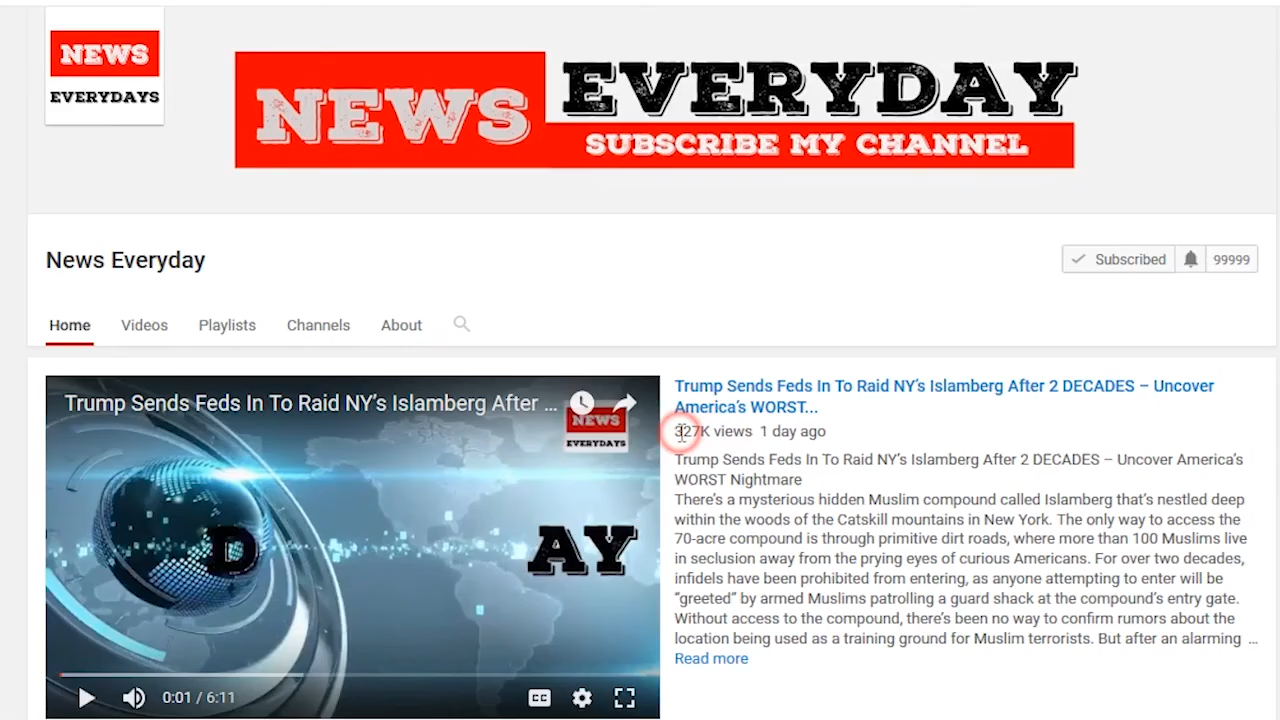 NEWS
EVERYDAYS
NEWS
EVERYDAY
SUBSCRIBE MY CHANNEL
News Everyday
Subscribed
99999
Home
Videos
Playlists
Channels
About
Trump Sends Feds In To Raid NY’s Islamberg After ...
NEWS
EVERYDAYS
D
AY
0:01 / 6:11
CC
Trump Sends Feds In To Raid NY’s Islamberg After 2 DECADES – Uncover
America’s WORST...
327K views 1 day ago
Trump Sends Feds In To Raid NY’s Islamberg After 2 DECADES – Uncover America’s
WORST Nightmare
There’s a mysterious hidden Muslim compound called Islamberg that’s nestled deep
within the woods of the Catskill mountains in New York. The only way to access the
70-acre compound is through primitive dirt roads, where more than 100 Muslims live
in seclusion away from the prying eyes of curious Americans. For over two decades,
infidels have been prohibited from entering, as anyone attempting to enter will be
“greeted” by armed Muslims patrolling a guard shack at the compound’s entry gate.
Without access to the compound, there’s been no way to confirm rumors about the
location being used as a training ground for Muslim terrorists. But after an alarming ...
Read more